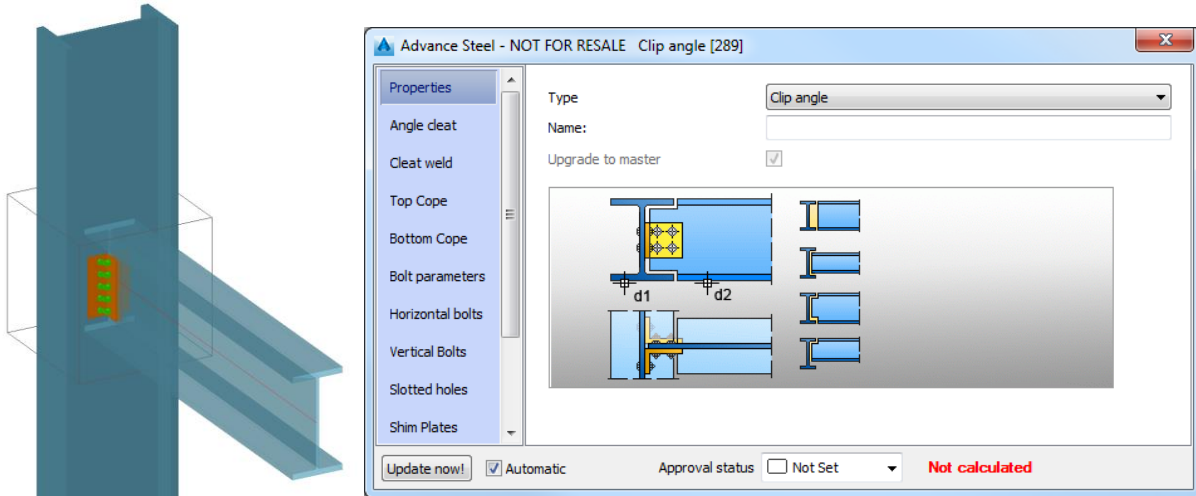 Advance Steel - NOT FOR RESALE Clip angle [289]
Properties
Angle cleat
Cleat weld
Top Cope
Bottom Cope
Bolt parameters
Horizontal bolts
Vertical Bolts
Slotted holes
Shim Plates
Type
Clip angle
Name:
Upgrade to master
d1
d2
Update now!
Automatic
Approval status
Not Set
Not calculated